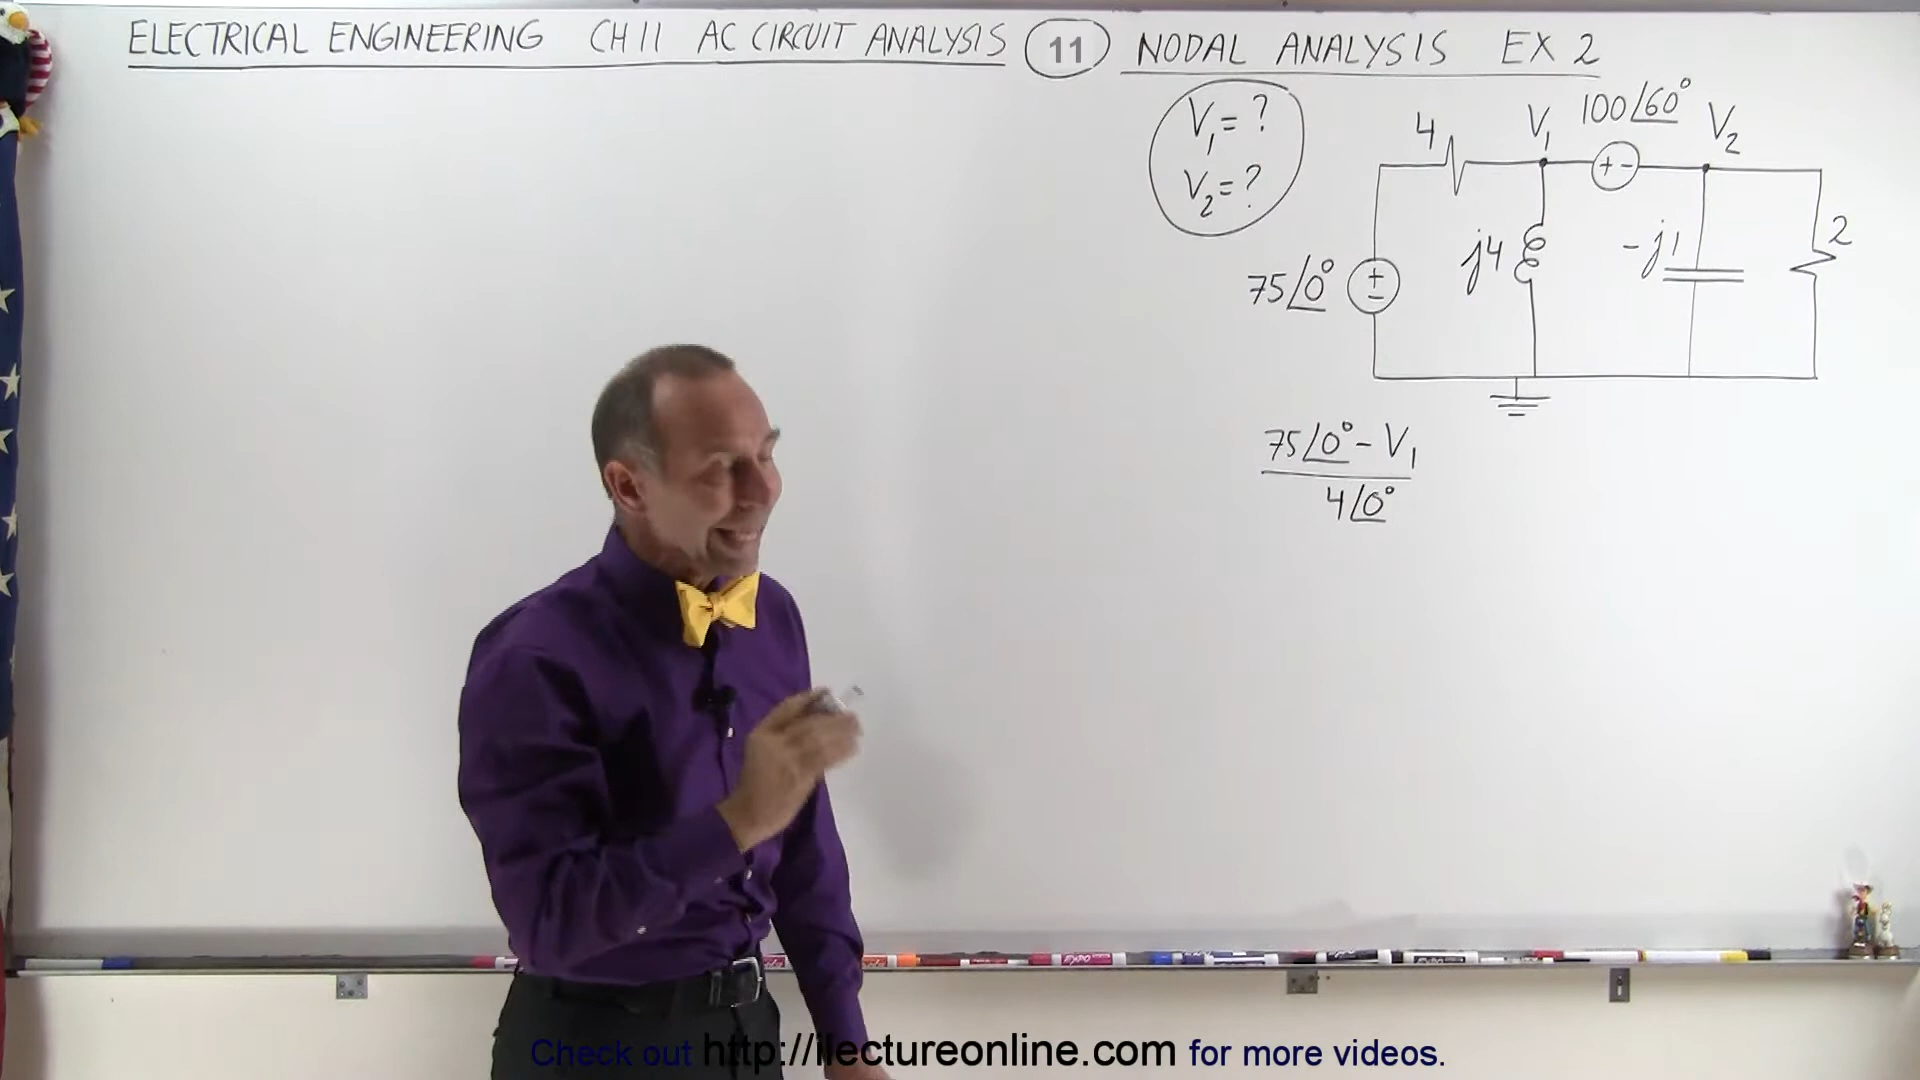 ELECTRICAL ENGINEERING CH 11 AC CIRCUIT ANALYSIS 11 NODAL ANALYSIS EX 2
V₁ = ?
V₂ = ?
4
V₁
100∠60°
V₂
+ -
75∠0°
+
-
j4
-j1
2
75∠0° - V₁
4∠0°
EXPO
Check out http://ilectureonline.com for more videos.